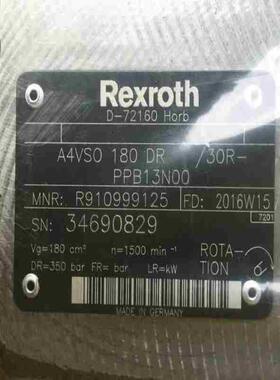 Rexroth
D-72160 Horb
A4VSO 180 DR /30R-
PPB13N00
MNR: R910999125 FD: 2016W15
7201
SN: 34690829
Vg=180 cm³ n=1500 min⁻¹ ROTA-
DR=350 bar FR= bar LR=kW TION
MADE IN GERMANY